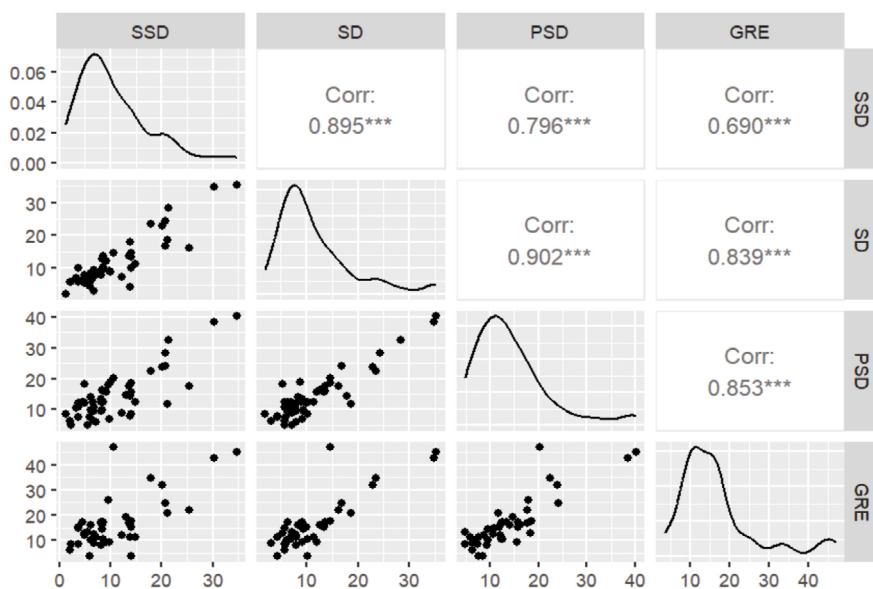 SSD SD PSD GRE
0.06
0.04
0.02
0.00
Corr:
0.895***
Corr:
0.796***
Corr:
0.690***
SSD
30
20
10
Corr:
0.902***
Corr:
0.839***
SD
40
30
20
10
Corr:
0.853***
PSD
40
30
20
10
GRE
0 10 20 30 10 20 30 10 20 30 40 10 20 30 40